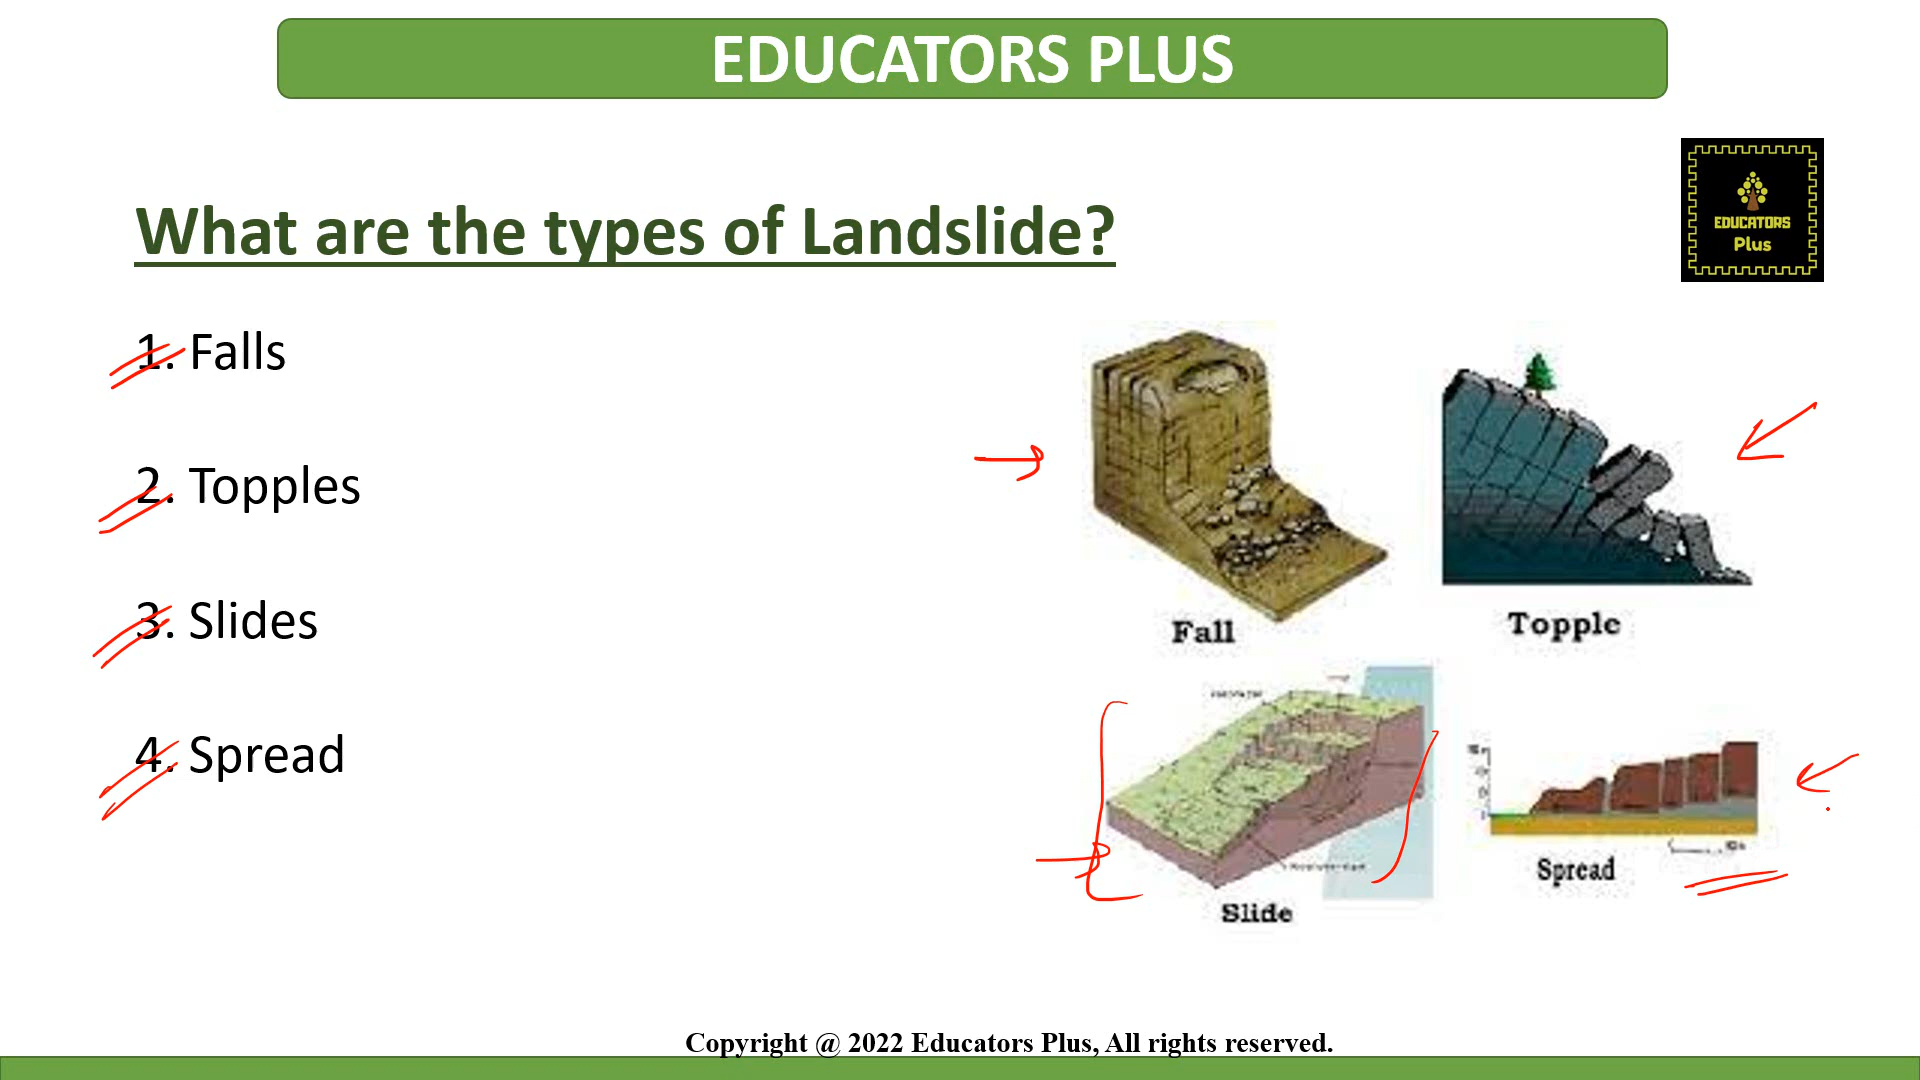 EDUCATORS PLUS
EDUCATORS
Plus
What are the types of Landslide?
1. Falls
2. Topples
3. Slides
4. Spread
Fall
Topple
Slide
Spread
Copyright @ 2022 Educators Plus, All rights reserved.